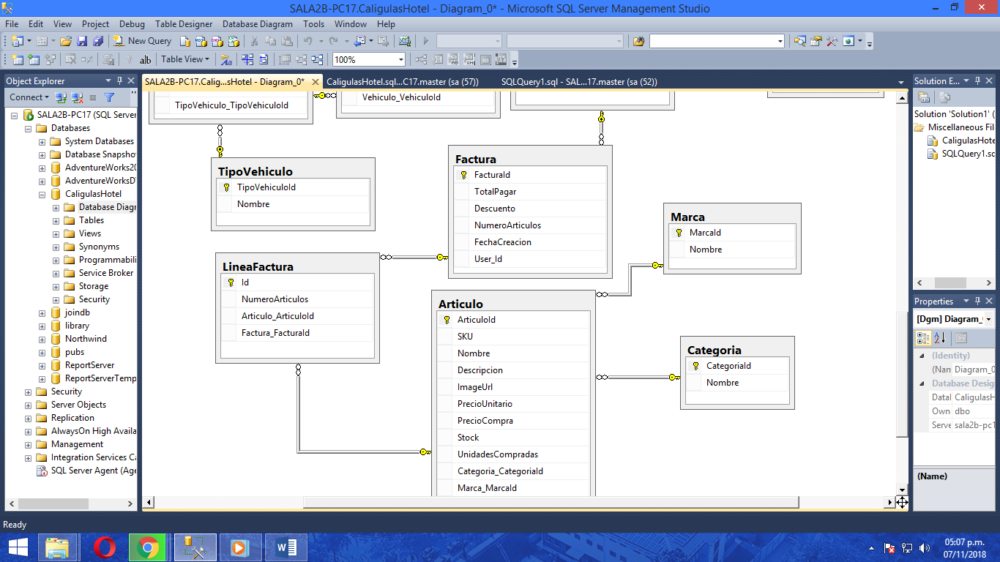 SALA2B-PC17.CaligulasHotel - Diagram_0* - Microsoft SQL Server Management Studio
File Edit View Project Debug Table Designer Database Diagram Tools Window Help
New Query
ab Table View 100%
Object Explorer
Connect
SALA2B-PC17 (SQL Server
Databases
System Databases
Database Snapshot
AdventureWorks20
AdventureWorksD
CaligulasHotel
Database Diagr
Tables
Views
Synonyms
Programmabili
Service Broker
Storage
Security
joindb
library
Northwind
pubs
ReportServer
ReportServerTemp
Security
Server Objects
Replication
AlwaysOn High Availa
Management
Integration Services Ca
SQL Server Agent (Age
SALA2B-PC17.Calig...sHotel - Diagram_0* CaligulasHotel.sql...C17.master (sa (57)) SQLQuery1.sql - SAL...17.master (sa (52))
TipoVehiculo_TipoVehiculoId
Vehiculo_VehiculoId
TipoVehiculo
TipoVehiculoId
Nombre
Factura
FacturaId
TotalPagar
Descuento
NumeroArticulos
FechaCreacion
User_Id
Marca
MarcaId
Nombre
LineaFactura
Id
NumeroArticulos
Articulo_ArticuloId
Factura_FacturaId
Articulo
ArticuloId
SKU
Nombre
Descripcion
ImageUrl
PrecioUnitario
PrecioCompra
Stock
UnidadesCompradas
Categoria_CategoriaId
Marca_MarcaId
Categoria
CategoriaId
Nombre
Solution E...
Solution 'Solution1' (
Miscellaneous Fil
CaligulasHote
SQLQuery1.sq
Properties
[Dgm] Diagram_
(Identity)
(Nan Diagram_0
Database Desig
Datal CaligulasH
Own dbo
Serve sala2b-pc1
(Name)
Ready
05:07 p.m.
07/11/2018